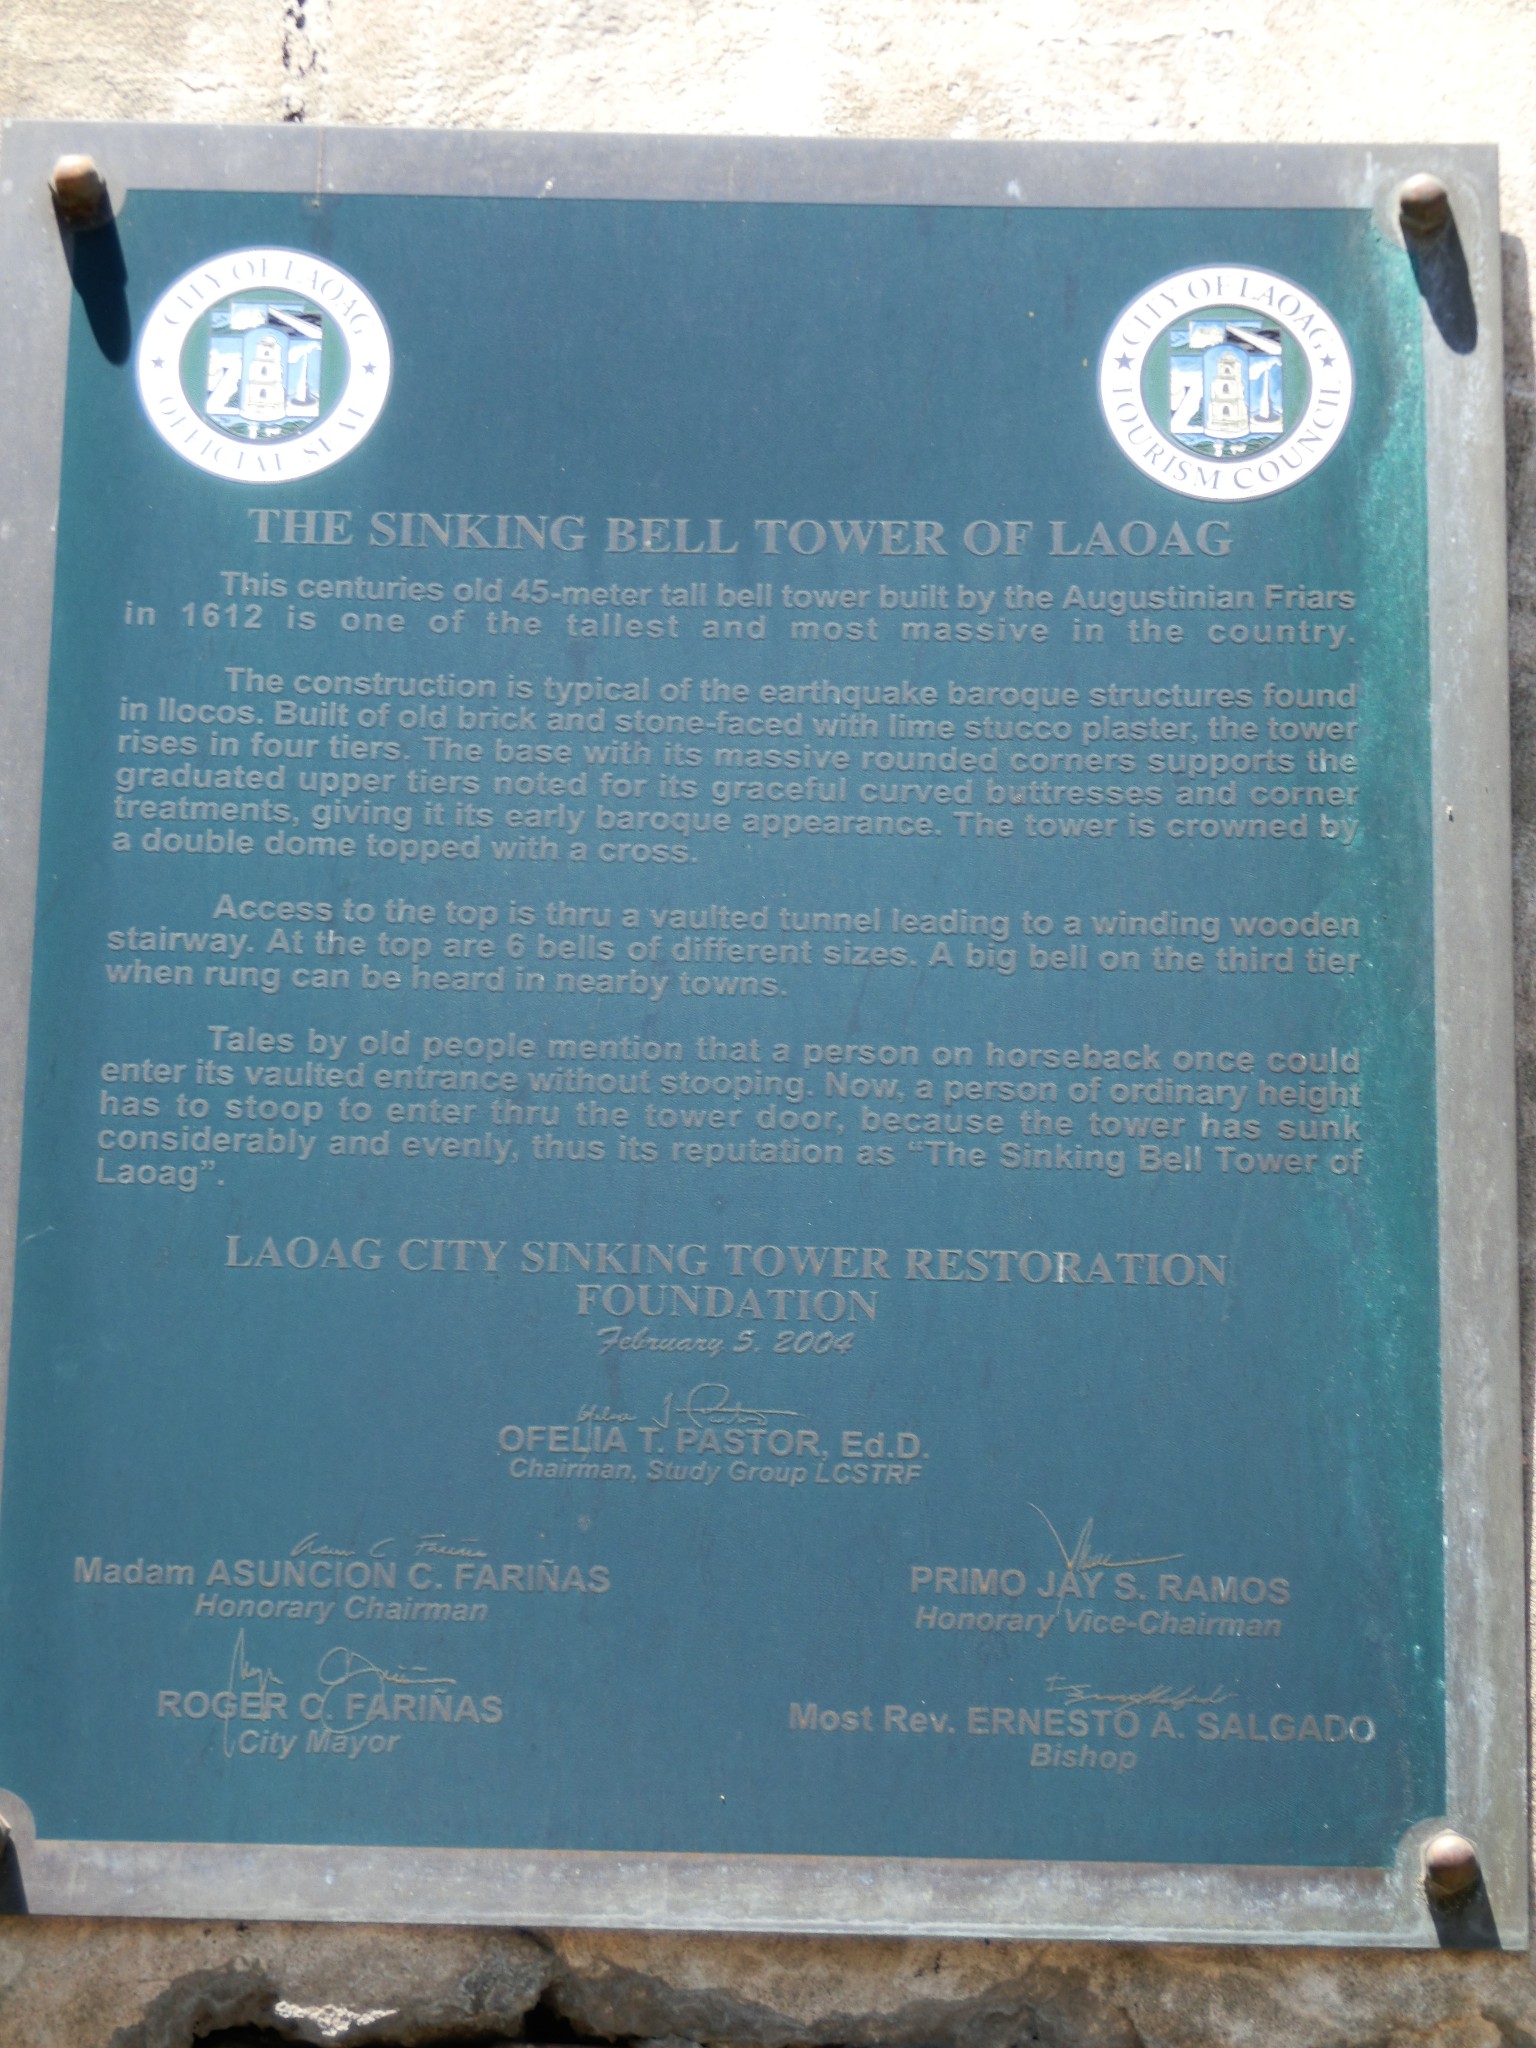 CITY OF LAOAG
OFFICIAL SEAL
CITY OF LAOAG
TOURISM COUNCIL
THE SINKING BELL TOWER OF LAOAG
This centuries old 45-meter tall bell tower built by the Augustinian Friars
in 1612 is one of the tallest and most massive in the country.
The construction is typical of the earthquake baroque structures found
in Ilocos. Built of old brick and stone-faced with lime stucco plaster, the tower
rises in four tiers. The base with its massive rounded corners supports the
graduated upper tiers noted for its graceful curved buttresses and corner
treatments, giving it its early baroque appearance. The tower is crowned by
a double dome topped with a cross.
Access to the top is thru a vaulted tunnel leading to a winding wooden
stairway. At the top are 6 bells of different sizes. A big bell on the third tier
when rung can be heard in nearby towns.
Tales by old people mention that a person on horseback once could
enter its vaulted entrance without stooping. Now, a person of ordinary height
has to stoop to enter thru the tower door, because the tower has sunk
considerably and evenly, thus its reputation as “The Sinking Bell Tower of
Laoag”.
LAOAG CITY SINKING TOWER RESTORATION
FOUNDATION
February 5, 2004
OFELIA T. PASTOR, Ed.D.
Chairman, Study Group LCSTRF
Madam ASUNCION C. FARIÑAS
Honorary Chairman
PRIMO JAY S. RAMOS
Honorary Vice-Chairman
ROGER C. FARIÑAS
City Mayor
Most Rev. ERNESTO A. SALGADO
Bishop